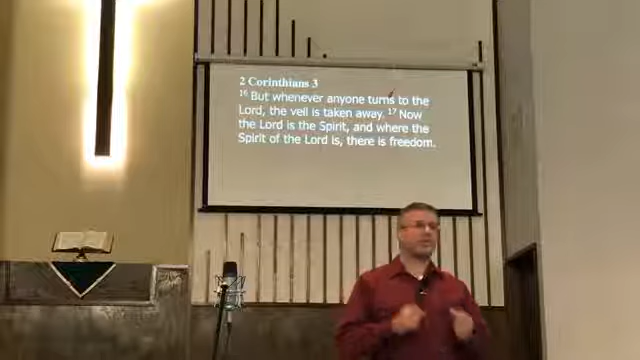 2 Corinthians 3
16 But whenever anyone turns to the
Lord, the veil is taken away. 17 Now
the Lord is the Spirit, and where the
Spirit of the Lord is, there is freedom.